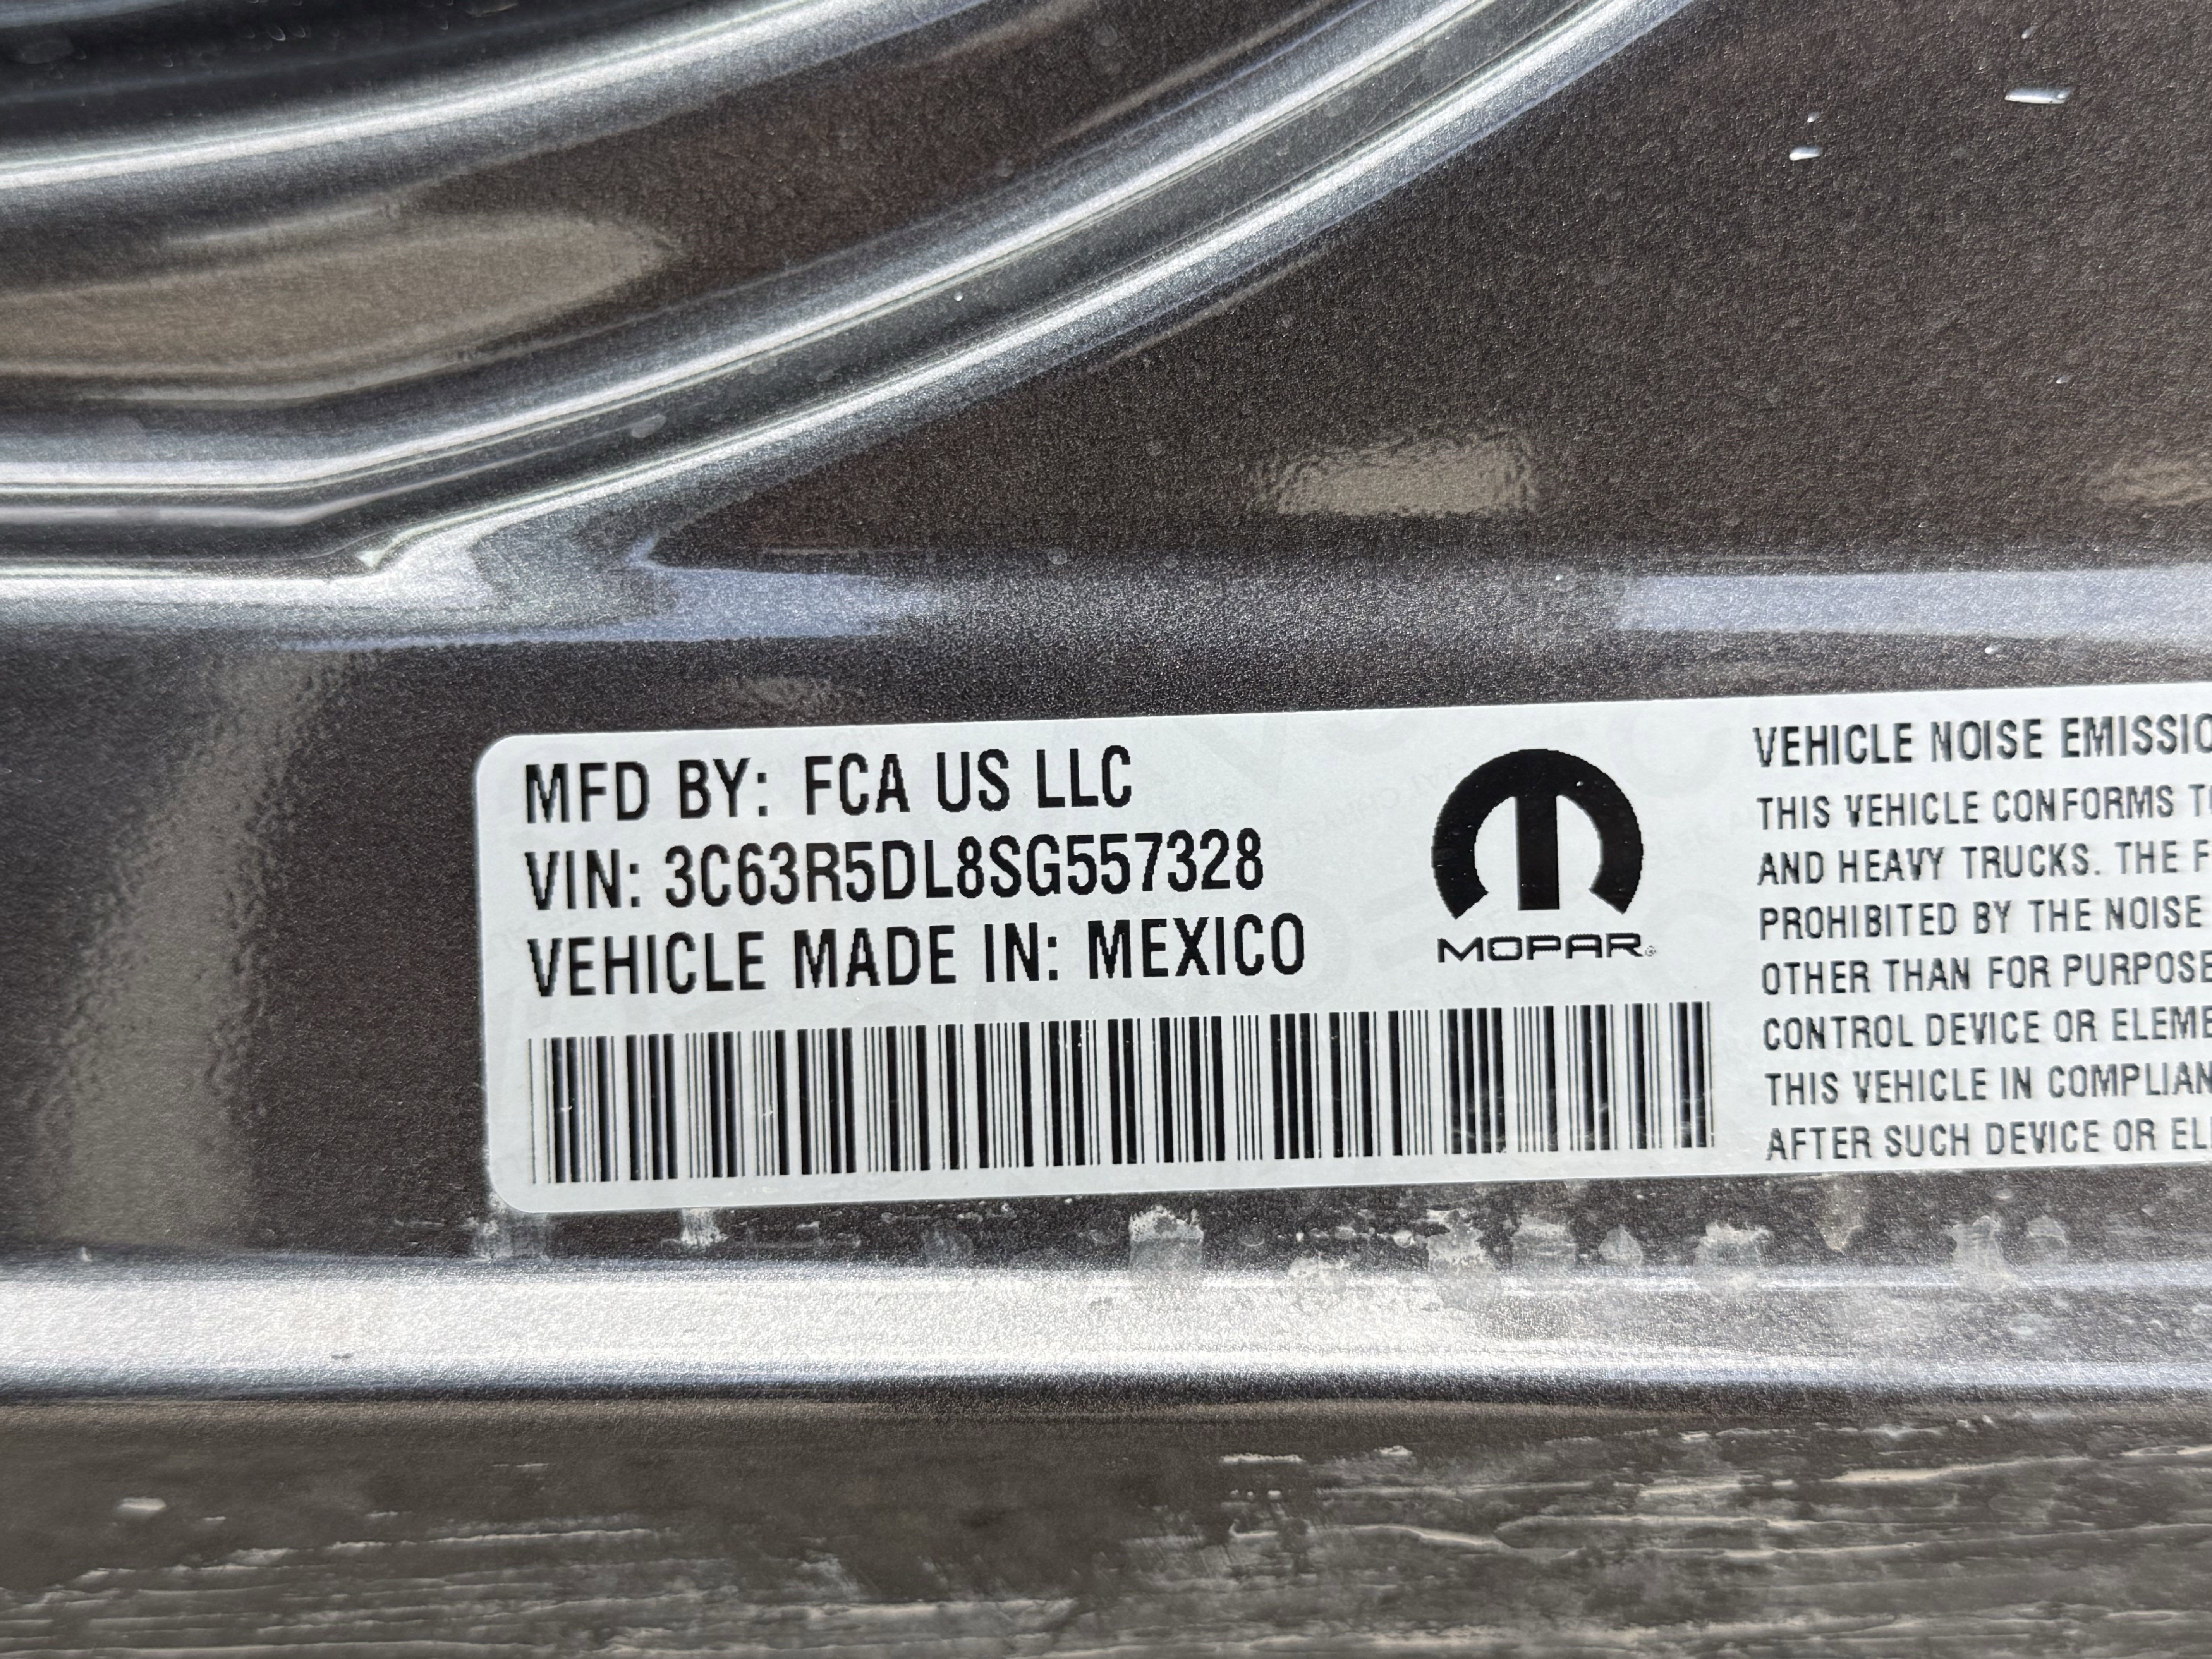 MFD BY: FCA US LLC
VIN: 3C63R5DL8SG557328
VEHICLE MADE IN: MEXICO
MOPAR
VEHICLE NOISE EMISSIO
THIS VEHICLE CONFORMS TO
AND HEAVY TRUCKS. THE F
PROHIBITED BY THE NOISE
OTHER THAN FOR PURPOSE
CONTROL DEVICE OR ELEME
THIS VEHICLE IN COMPLIAN
AFTER SUCH DEVICE OR EL